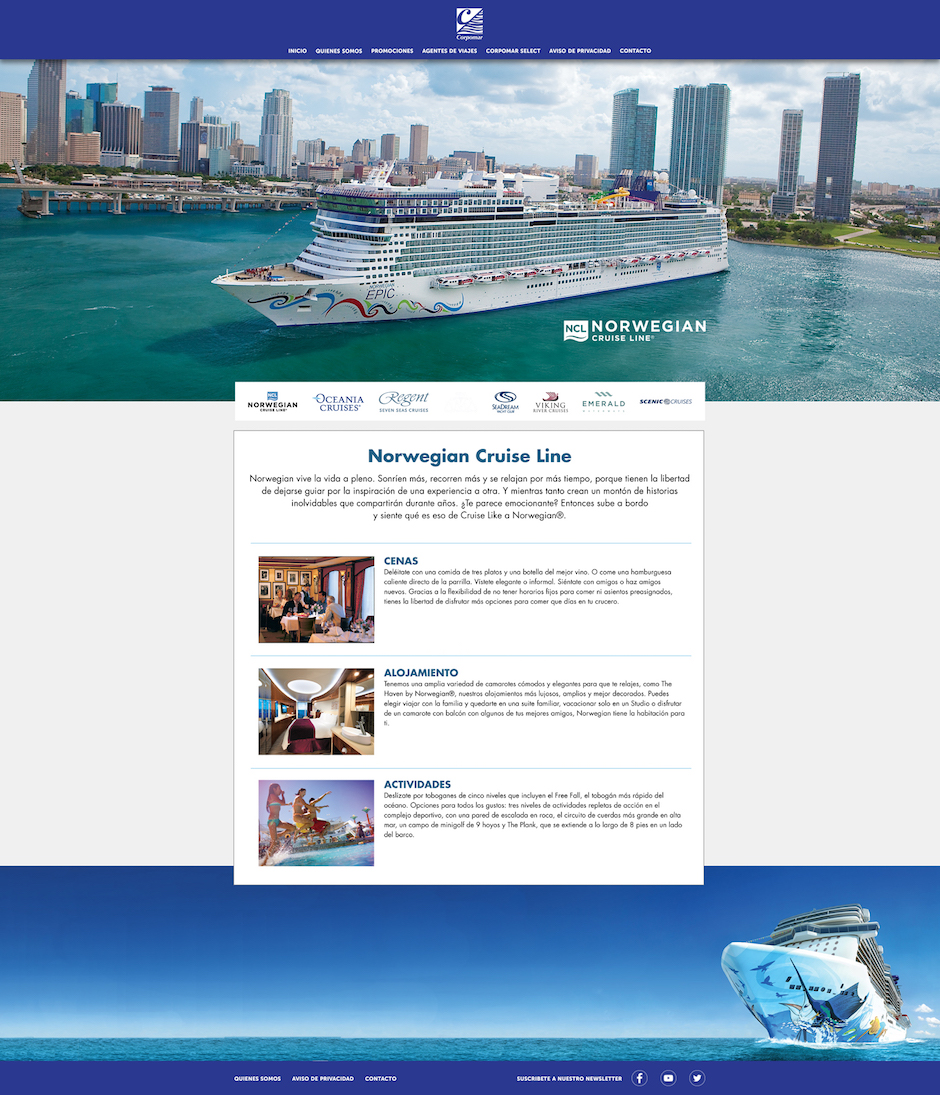 Corpomar
INICIO QUIENES SOMOS PROMOCIONES AGENTES DE VIAJES CORPOMAR SELECT AVISO DE PRIVACIDAD CONTACTO
NORWEGIAN
EPIC
NCL NORWEGIAN
CRUISE LINE®
NCL
NORWEGIAN
CRUISE LINE®
OCEANIA
CRUISES®
Regent
SEVEN SEAS CRUISES
SEADREAM
YACHT CLUB
VIKING
RIVER CRUISES
EMERALD
SCENIC CRUISES
Norwegian Cruise Line
Norwegian vive la vida a pleno. Sonríen más, recorren más y se relajan por más tiempo, porque tienen la libertad
de dejarse guiar por la inspiración de una experiencia a otra. Y mientras tanto crean un montón de historias
inolvidables que compartirán durante años. ¿Te parece emocionante? Entonces sube a bordo
y siente qué es eso de Cruise Like a Norwegian®.
CENAS
Deléitate con una comida de tres platos y una botella del mejor vino. O come una hamburguesa
caliente directo de la parrilla. Vístete elegante o informal. Siéntate con amigos o haz amigos
nuevos. Gracias a la flexibilidad de no tener horarios fijos para comer ni asientos preasignados,
tienes la libertad de disfrutar más opciones para comer que días en tu crucero.
ALOJAMIENTO
Tenemos una amplia variedad de camarotes cómodos y elegantes para que te relajes, como The
Haven by Norwegian®, nuestros alojamientos más lujosos, amplios y mejor decorados. Puedes
elegir viajar con la familia y quedarte en una suite familiar, vacacionar solo en un Studio o disfrutar
de un camarote con balcón con algunos de tus mejores amigos, Norwegian tiene la habitación para
ti.
ACTIVIDADES
Deslízate por toboganes de cinco niveles que incluyen el Free Fall, el tobogán más rápido del
océano. Opciones para todos los gustos: tres niveles de actividades repletas de acción en el
complejo deportivo, con una pared de escalada en roca, el circuito de cuerdas más grande en alta
mar, un campo de minigolf de 9 hoyos y The Plank, que se extiende a lo largo de 8 pies en un lado
del barco.
QUIENES SOMOS AVISO DE PRIVACIDAD CONTACTO SUSCRIBETE A NUESTRO NEWSLETTER